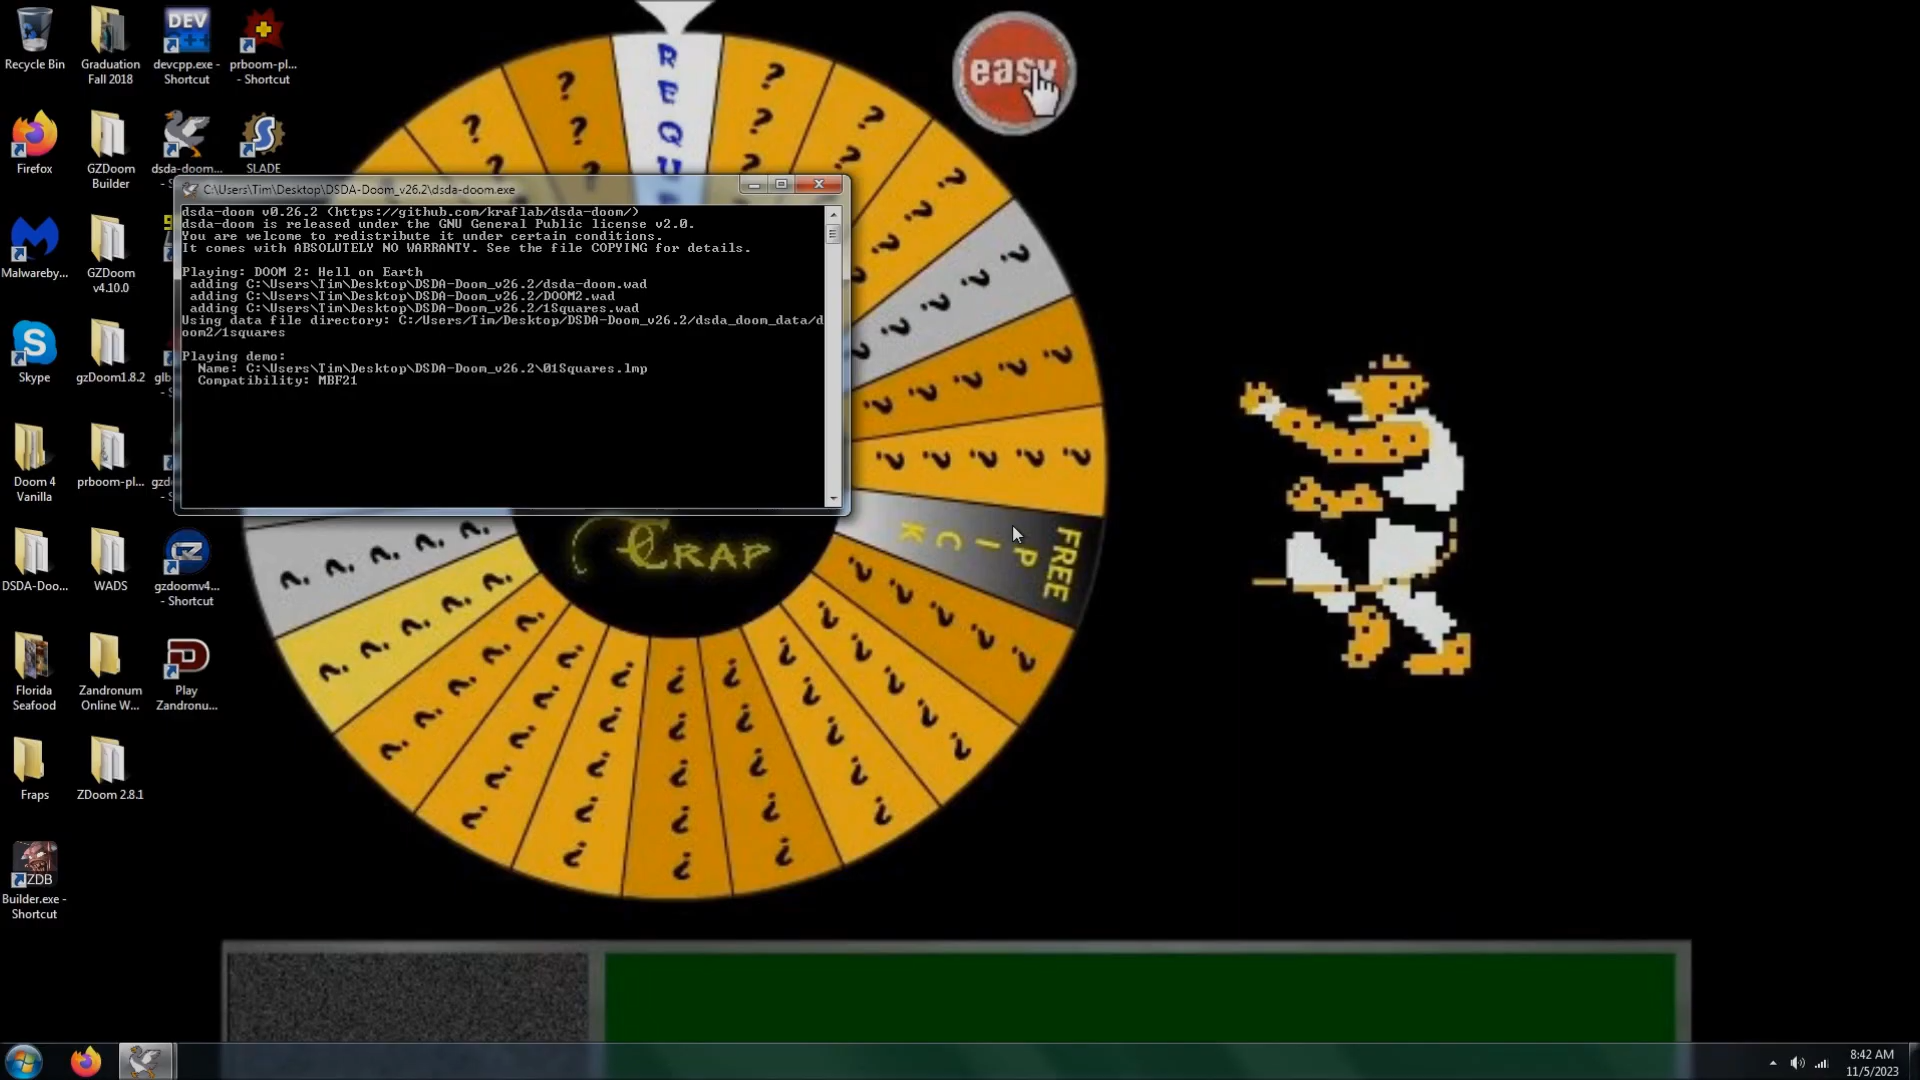 Recycle Bin
Graduation
Fall 2018
DEV
C++
devcpp.exe -
Shortcut
prboom-pl...
- Shortcut
Firefox
GZDoom
Builder
dsda-doom...
SLADE
Malwareby...
GZDoom
v4.10.0
Skype
gzDoom1.8.2
Doom 4
Vanilla
prboom-pl...
DSDA-Doo...
WADS
gzdoomv4...
- Shortcut
Florida
Seafood
Zandronum
Online W...
Play
Zandronu...
Fraps
ZDoom 2.8.1
ZDB
Builder.exe -
Shortcut
easy
C:\Users\Tim\Desktop\DSDA-Doom_v26.2\dsda-doom.exe
dsda-doom v0.26.2 (https://github.com/kraflab/dsda-doom/)
dsda-doom is released under the GNU General Public license v2.0.
You are welcome to redistribute it under certain conditions.
It comes with ABSOLUTELY NO WARRANTY. See the file COPYING for details.
Playing: DOOM 2: Hell on Earth
adding C:\Users\Tim\Desktop\DSDA-Doom_v26.2/dsda-doom.wad
adding C:\Users\Tim\Desktop\DSDA-Doom_v26.2/DOOM2.wad
adding C:\Users\Tim\Desktop\DSDA-Doom_v26.2/1Squares.wad
Using data file directory: C:/Users/Tim/Desktop/DSDA-Doom_v26.2/dsda_doom_data/d
oom2/1squares
Playing demo:
Name: C:\Users\Tim\Desktop\DSDA-Doom_v26.2\01Squares.lmp
Compatibility: MBF21
FREE
PICK
CRAP
8:42 AM
11/5/2023